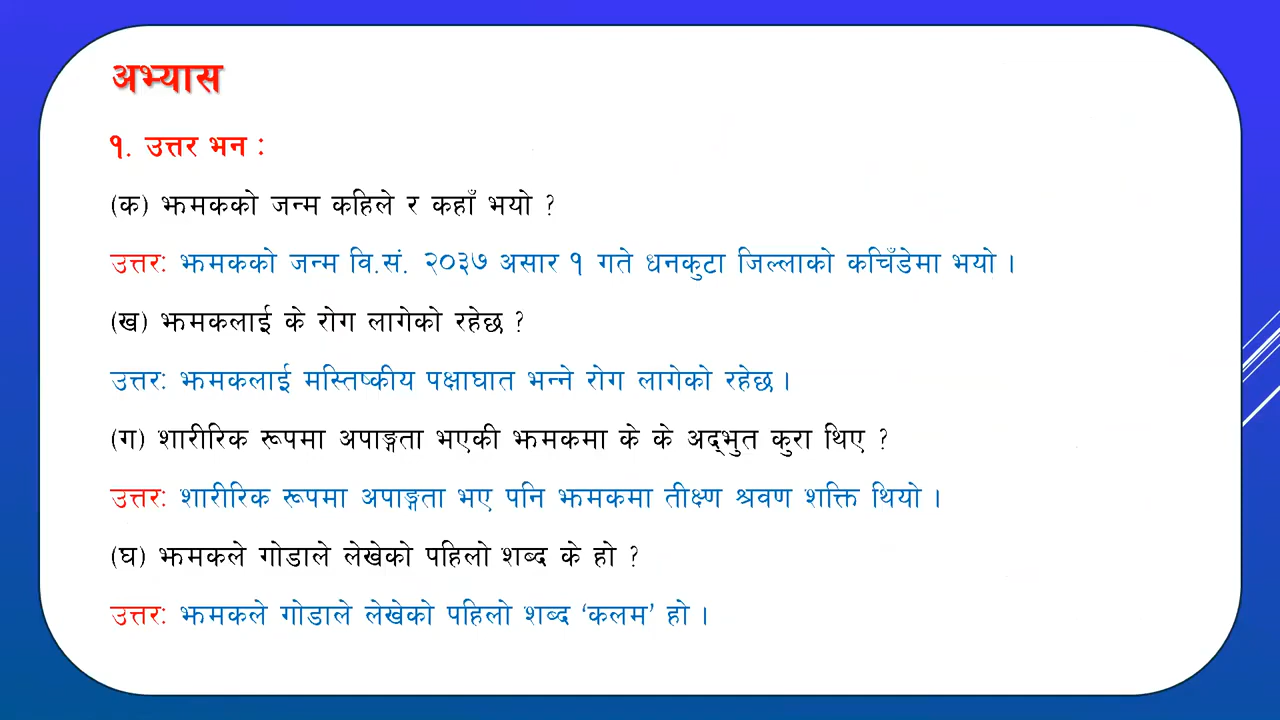 अभ्यास
१. उत्तर भन :
(क) झमकको जन्म कहिले र कहाँ भयो ?
उत्तर: झमकको जन्म वि.सं. २०३७ असार १ गते धनकुटा जिल्लाको कचिँडेमा भयो ।
(ख) झमकलाई के रोग लागेको रहेछ ?
उत्तर: झमकलाई मस्तिष्कीय पक्षाघात भन्ने रोग लागेको रहेछ ।
(ग) शारीरिक रूपमा अपाङ्गता भएकी झमकमा के के अद्‌भुत कुरा थिए ?
उत्तर: शारीरिक रूपमा अपाङ्गता भए पनि झमकमा तीक्ष्ण श्रवण शक्ति थियो ।
(घ) झमकले गोडाले लेखेको पहिलो शब्द के हो ?
उत्तर: झमकले गोडाले लेखेको पहिलो शब्द ‘कलम’ हो ।